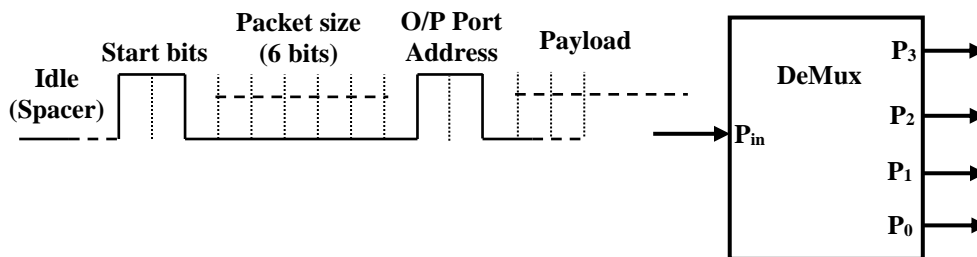 Idle
(Spacer)
Start bits
Packet size
(6 bits)
O/P Port
Address
Payload
DeMux
Pin
P3
P2
P1
P0